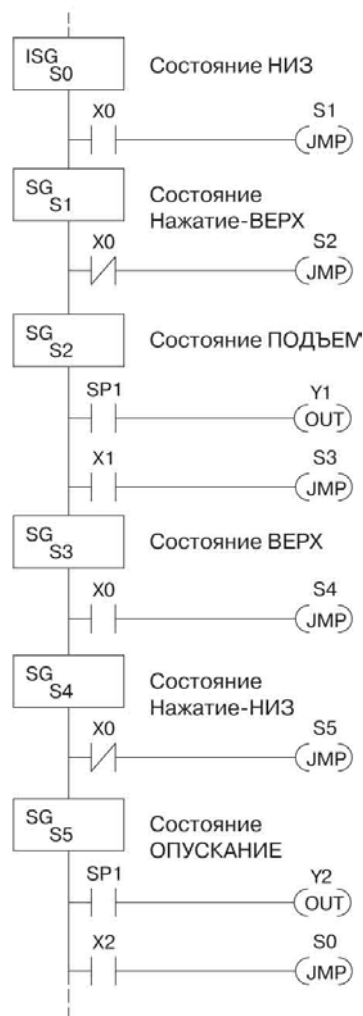 ISG
S0
Состояние НИЗ
X0
S1
JMP
SG
S1
Состояние
Нажатие-ВЕРХ
X0
S2
JMP
SG
S2
Состояние ПОДЪЕМ
SP1
Y1
OUT
X1
S3
JMP
SG
S3
Состояние ВЕРХ
X0
S4
JMP
SG
S4
Состояние
Нажатие-НИЗ
X0
S5
JMP
SG
S5
Состояние
ОПУСКАНИЕ
SP1
Y2
OUT
X2
S0
JMP